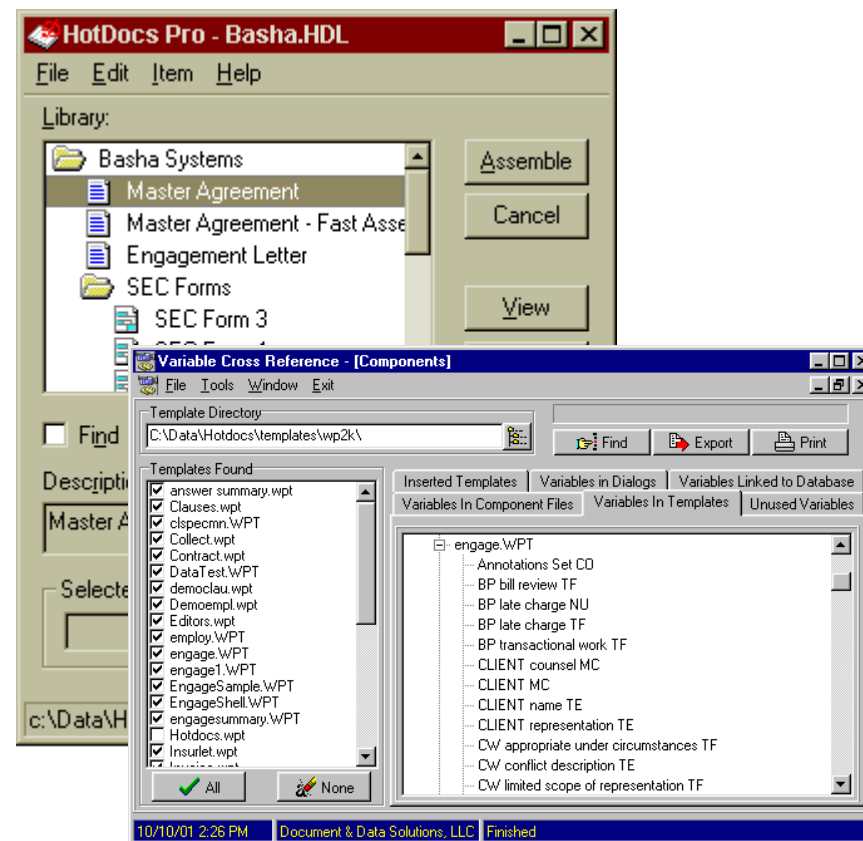 HotDocs Pro - Basha.HDL
File Edit Item Help
Library:
Basha Systems
Master Agreement
Master Agreement - Fast Asse
Engagement Letter
SEC Forms
SEC Form 3
Assemble
Cancel
View
Find
Descripti
Master A
Selecte
c:\Data\H
Variable Cross Reference - [Components]
File Tools Window Exit
Template Directory
C:\Data\Hotdocs\templates\wp2k\
Find Export Print
Templates Found
answer summary.wpt
Clauses.wpt
clspecmn.WPT
Collect.wpt
Contract.wpt
DataTest.WPT
democlau.wpt
Demoempl.wpt
Editors.wpt
employ.WPT
engage.WPT
engage1.WPT
EngageSample.WPT
EngageShell.WPT
engagesummary.WPT
Hotdocs.wpt
Insurlet.wpt
All None
Inserted Templates Variables in Dialogs Variables Linked to Database
Variables In Component Files Variables In Templates Unused Variables
engage.WPT
Annotations Set CO
BP bill review TF
BP late charge NU
BP late charge TF
BP transactional work TF
CLIENT counsel MC
CLIENT MC
CLIENT name TE
CLIENT representation TE
CW appropriate under circumstances TF
CW conflict description TE
CW limited scope of representation TF
10/10/01 2:26 PM Document & Data Solutions, LLC Finished